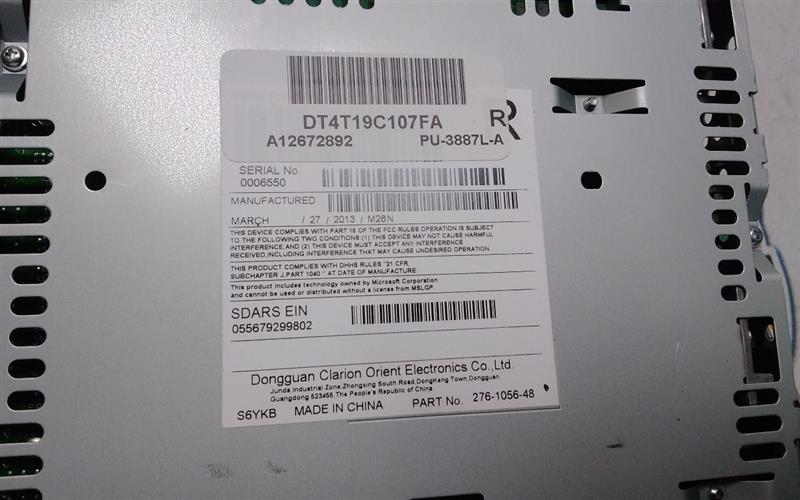 DT4T19C107FA
R
A12672892 PU-3887L-A
SERIAL No.
0006550
MANUFACTURED
MARCH / 27 / 2013 / M26N
THIS DEVICE COMPLIES WITH PART 15 OF THE FCC RULES OPERATION IS SUBJECT
TO THE FOLLOWING TWO CONDITIONS:(1) THIS DEVICE MAY NOT CAUSE HARMFUL
INTERFERENCE AND (2) THIS DEVICE MUST ACCEPT ANY INTERFERENCE
RECEIVED,INCLUDING INTERFERENCE THAT MAY CAUSE UNDESIRED OPERATION
THIS PRODUCT COMPLIES WITH DHHS RULES "21 CFR,
SUBCHAPTER J,PART 1040 " AT DATE OF MANUFACTURE
This product includes technology owned by Microsoft Corporation
and cannot be used or distributed without a license from MSLGP
SDARS EIN
055679299802
Dongguan Clarion Orient Electronics Co.,Ltd.
Junda Industrial Zone,Zhongxing South Road,DongKeng Town,Dongguan,
Guangdong 523455,The People's Republic of China
S6YKB MADE IN CHINA PART No. 276-1056-48